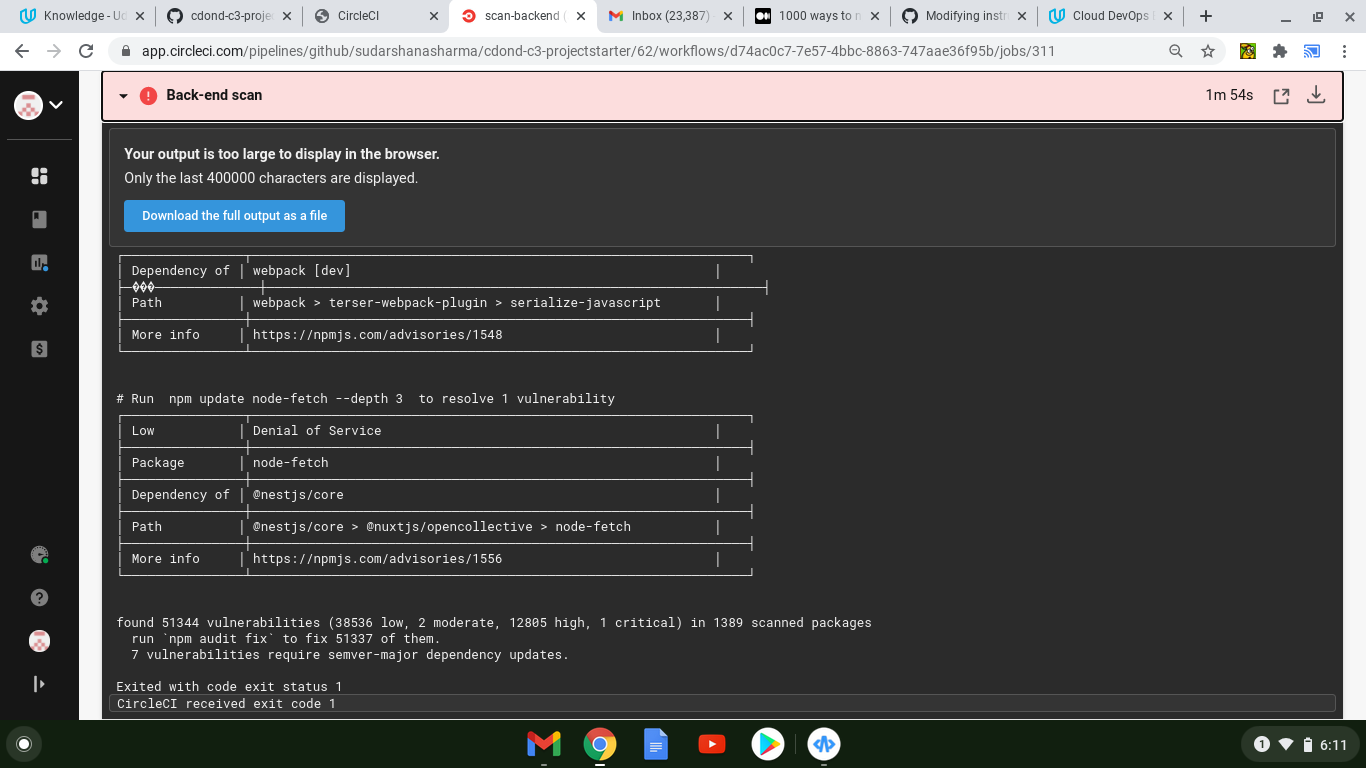 Knowledge - Ud
cdond-c3-proje
CircleCI
scan-backend (
Inbox (23,387)
1000 ways to n
Modifying instr
Cloud DevOps
app.circleci.com/pipelines/github/sudarshanasharma/cdond-c3-projectstarter/62/workflows/d74ac0c7-7e57-4bbc-8863-747aae36f95b/jobs/311
Back-end scan
1m 54s
Your output is too large to display in the browser.
Only the last 400000 characters are displayed.
Download the full output as a file
Dependency of webpack [dev]
Path webpack > terser-webpack-plugin > serialize-javascript
More info https://npmjs.com/advisories/1548
# Run npm update node-fetch --depth 3 to resolve 1 vulnerability
Low Denial of Service
Package node-fetch
Dependency of @nestjs/core
Path @nestjs/core > @nuxtjs/opencollective > node-fetch
More info https://npmjs.com/advisories/1556
found 51344 vulnerabilities (38536 low, 2 moderate, 12805 high, 1 critical) in 1389 scanned packages
run `npm audit fix` to fix 51337 of them.
7 vulnerabilities require semver-major dependency updates.
Exited with code exit status 1
CircleCI received exit code 1
1 6:11